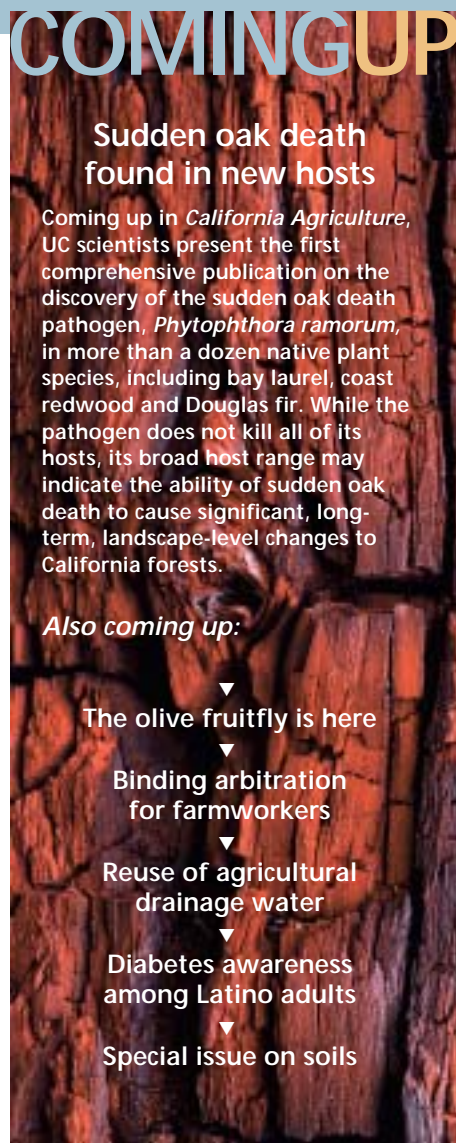 COMINGUP
Sudden oak death
found in new hosts
Coming up in California Agriculture,
UC scientists present the first
comprehensive publication on the
discovery of the sudden oak death
pathogen, Phytophthora ramorum,
in more than a dozen native plant
species, including bay laurel, coast
redwood and Douglas fir. While the
pathogen does not kill all of its
hosts, its broad host range may
indicate the ability of sudden oak
death to cause significant, long-
term, landscape-level changes to
California forests.
Also coming up:
▼
The olive fruitfly is here
▼
Binding arbitration
for farmworkers
▼
Reuse of agricultural
drainage water
▼
Diabetes awareness
among Latino adults
▼
Special issue on soils